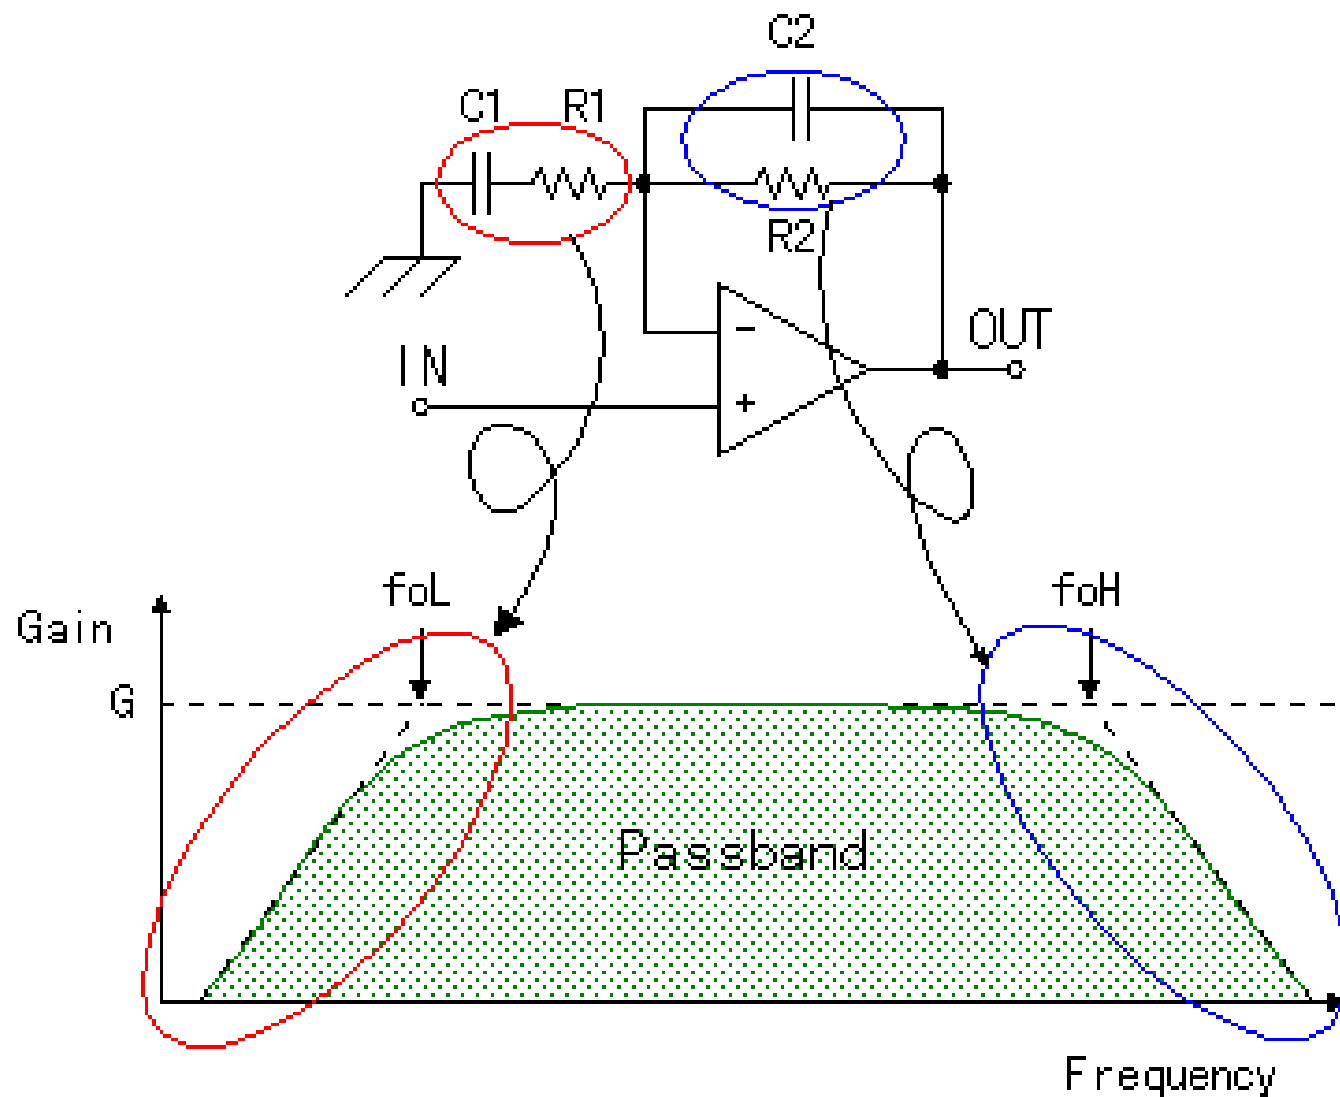 C2
C1 R1
R2
−
OUT
IN
+
foL foH
Gain
G
Passband
Frequency